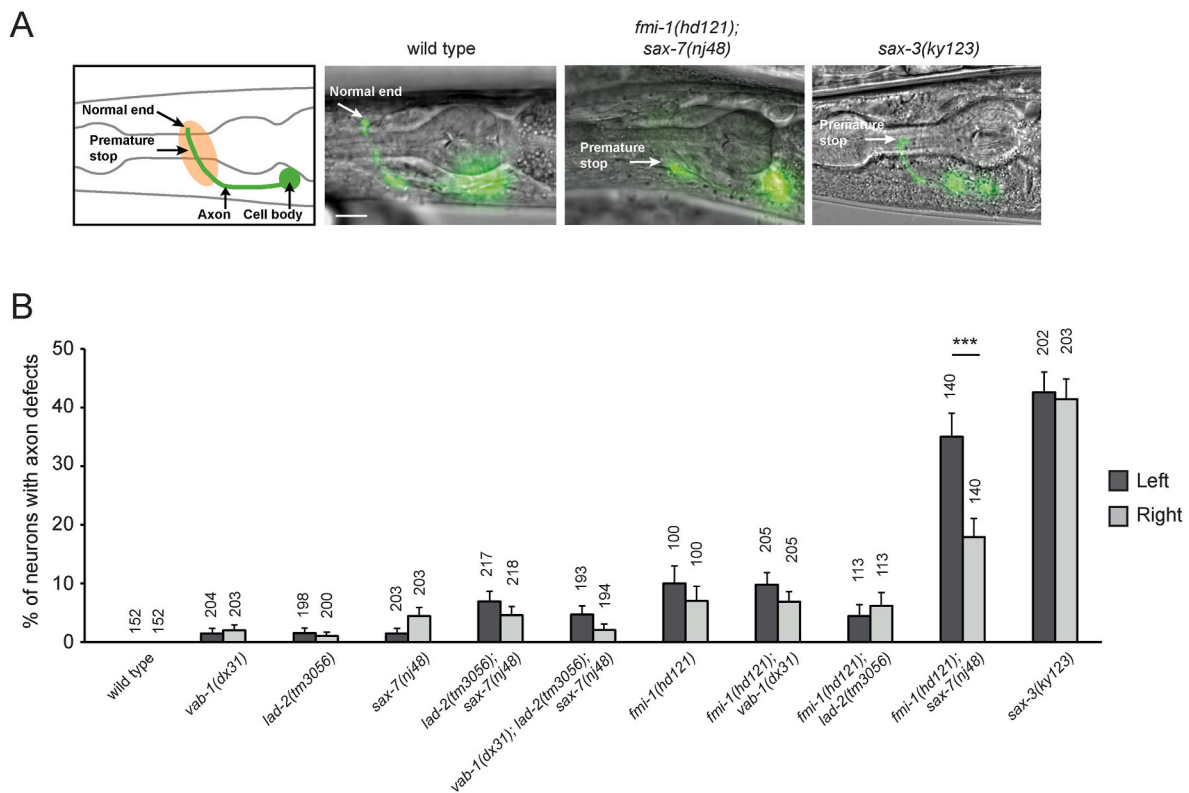 A
wild type
fmi-1(hd121);
sax-7(nj48)
sax-3(ky123)
Normal end
Premature
stop
Axon
Cell body
Normal end
Premature
stop
Premature
stop
B
% of neurons with axon defects
50
40
30
20
10
0
152
152
204
203
198
200
203
203
217
218
193
194
100
100
205
205
113
113
140
***
140
202
203
Left
Right
wild type
vab-1(dx31)
lad-2(tm3056)
sax-7(nj48)
lad-2(tm3056);
sax-7(nj48)
vab-1(dx31); lad-2(tm3056);
sax-7(nj48)
fmi-1(hd121)
fmi-1(hd121);
vab-1(dx31)
fmi-1(hd121);
lad-2(tm3056)
fmi-1(hd121);
sax-7(nj48)
sax-3(ky123)